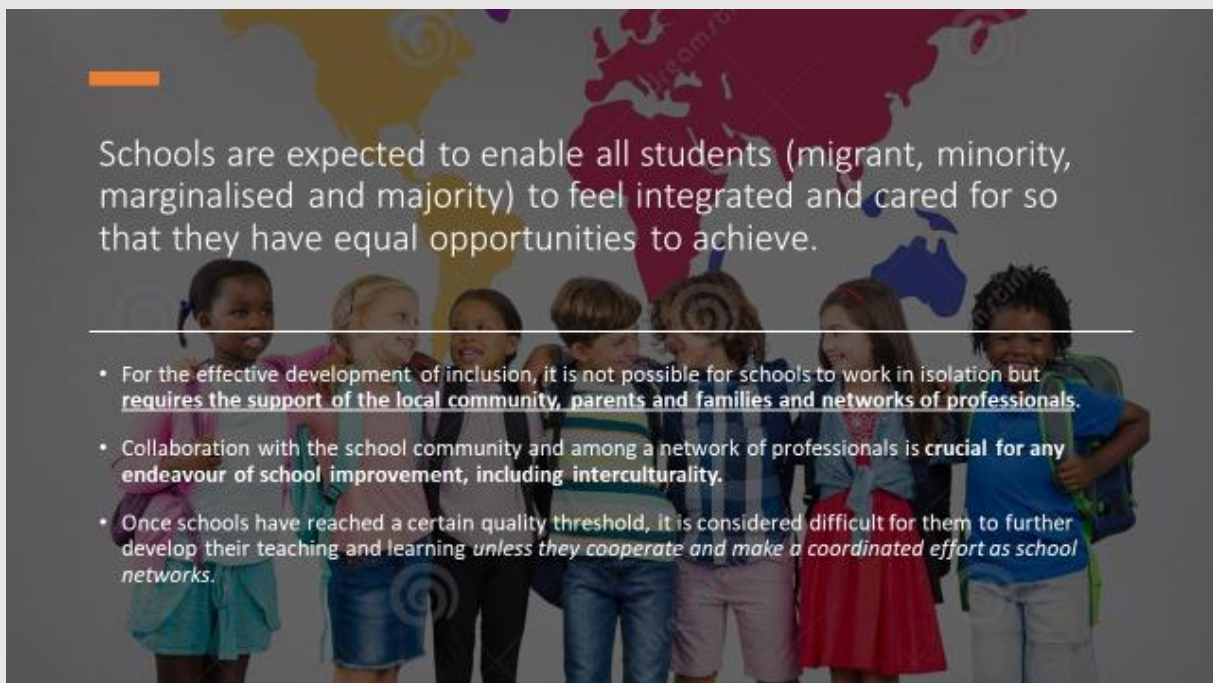 Schools are expected to enable all students (migrant, minority,
marginalised and majority) to feel integrated and cared for so
that they have equal opportunities to achieve.
• For the effective development of inclusion, it is not possible for schools to work in isolation but
requires the support of the local community, parents and families and networks of professionals.
• Collaboration with the school community and among a network of professionals is crucial for any
endeavour of school improvement, including interculturality.
• Once schools have reached a certain quality threshold, it is considered difficult for them to further
develop their teaching and learning unless they cooperate and make a coordinated effort as school
networks.